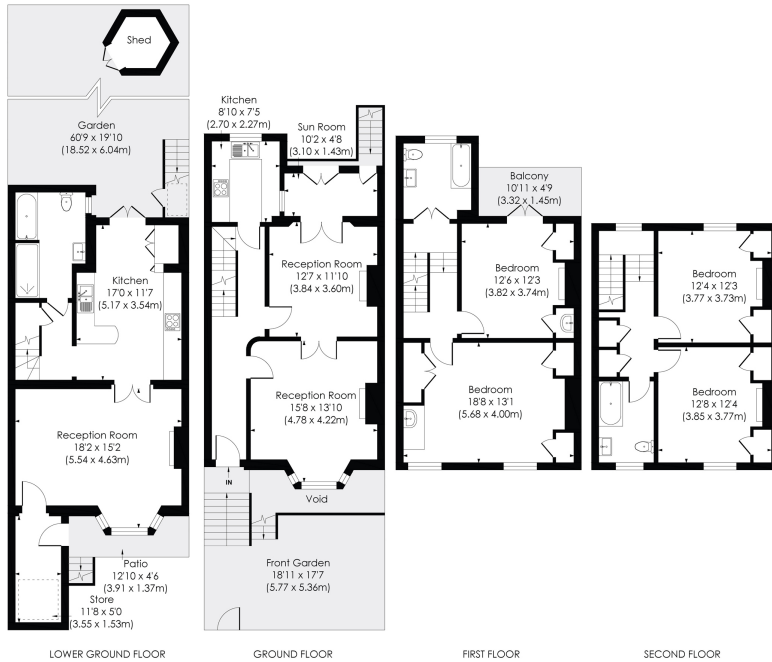 Shed
Garden
60'9 x 19'10
(18.52 x 6.04m)
Kitchen
17'0 x 11'7
(5.17 x 3.54m)
Reception Room
18'2 x 15'2
(5.54 x 4.63m)
Patio
12'10 x 4'6
(3.91 x 1.37m)
Store
11'8 x 5'0
(3.55 x 1.53m)
LOWER GROUND FLOOR
Kitchen
8'10 x 7'5
(2.70 x 2.27m)
Sun Room
10'2 x 4'8
(3.10 x 1.43m)
Reception Room
12'7 x 11'10
(3.84 x 3.60m)
Reception Room
15'8 x 13'10
(4.78 x 4.22m)
IN
Void
Front Garden
18'11 x 17'7
(5.77 x 5.36m)
GROUND FLOOR
Balcony
10'11 x 4'9
(3.32 x 1.45m)
Bedroom
12'6 x 12'3
(3.82 x 3.74m)
Bedroom
18'8 x 13'1
(5.68 x 4.00m)
FIRST FLOOR
Bedroom
12'4 x 12'3
(3.77 x 3.73m)
Bedroom
12'8 x 12'4
(3.85 x 3.77m)
SECOND FLOOR